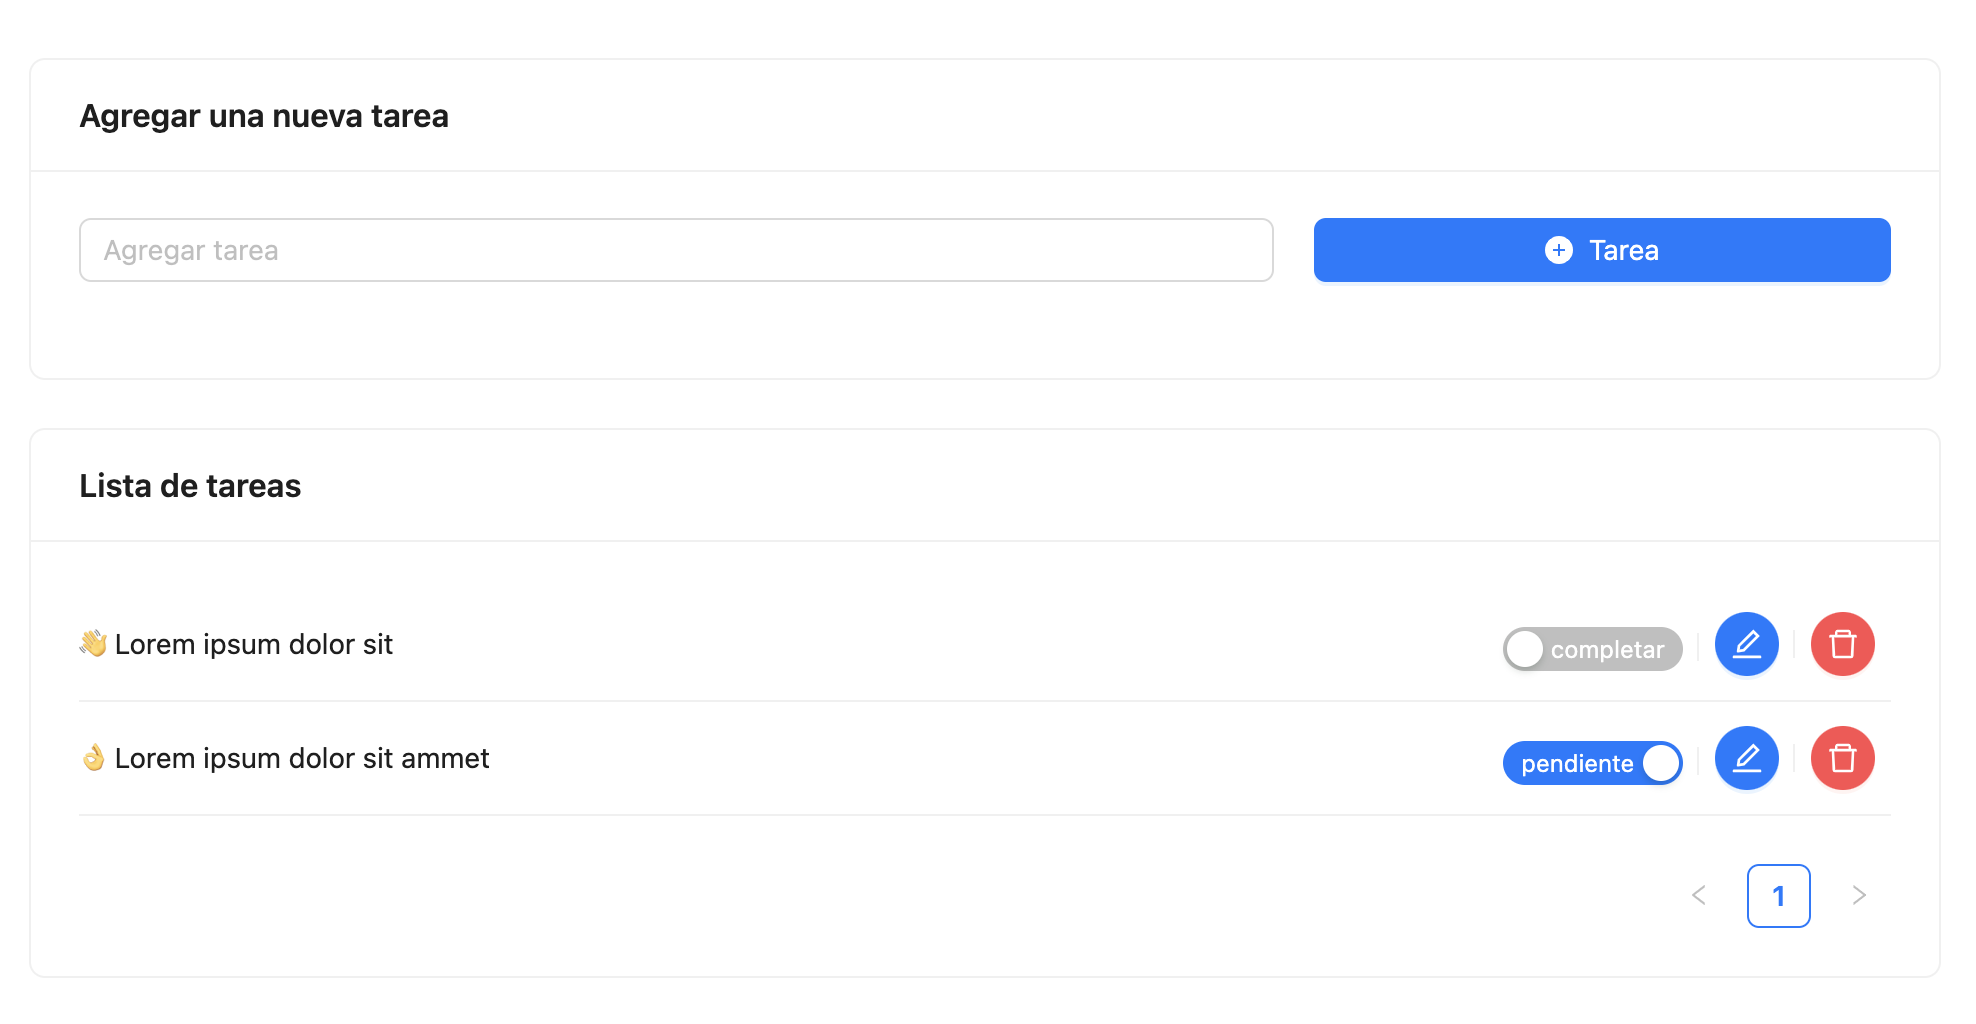 Agregar una nueva tarea
Agregar tarea
Tarea
Lista de tareas
👋 Lorem ipsum dolor sit
completar
👌 Lorem ipsum dolor sit ammet
pendiente
1